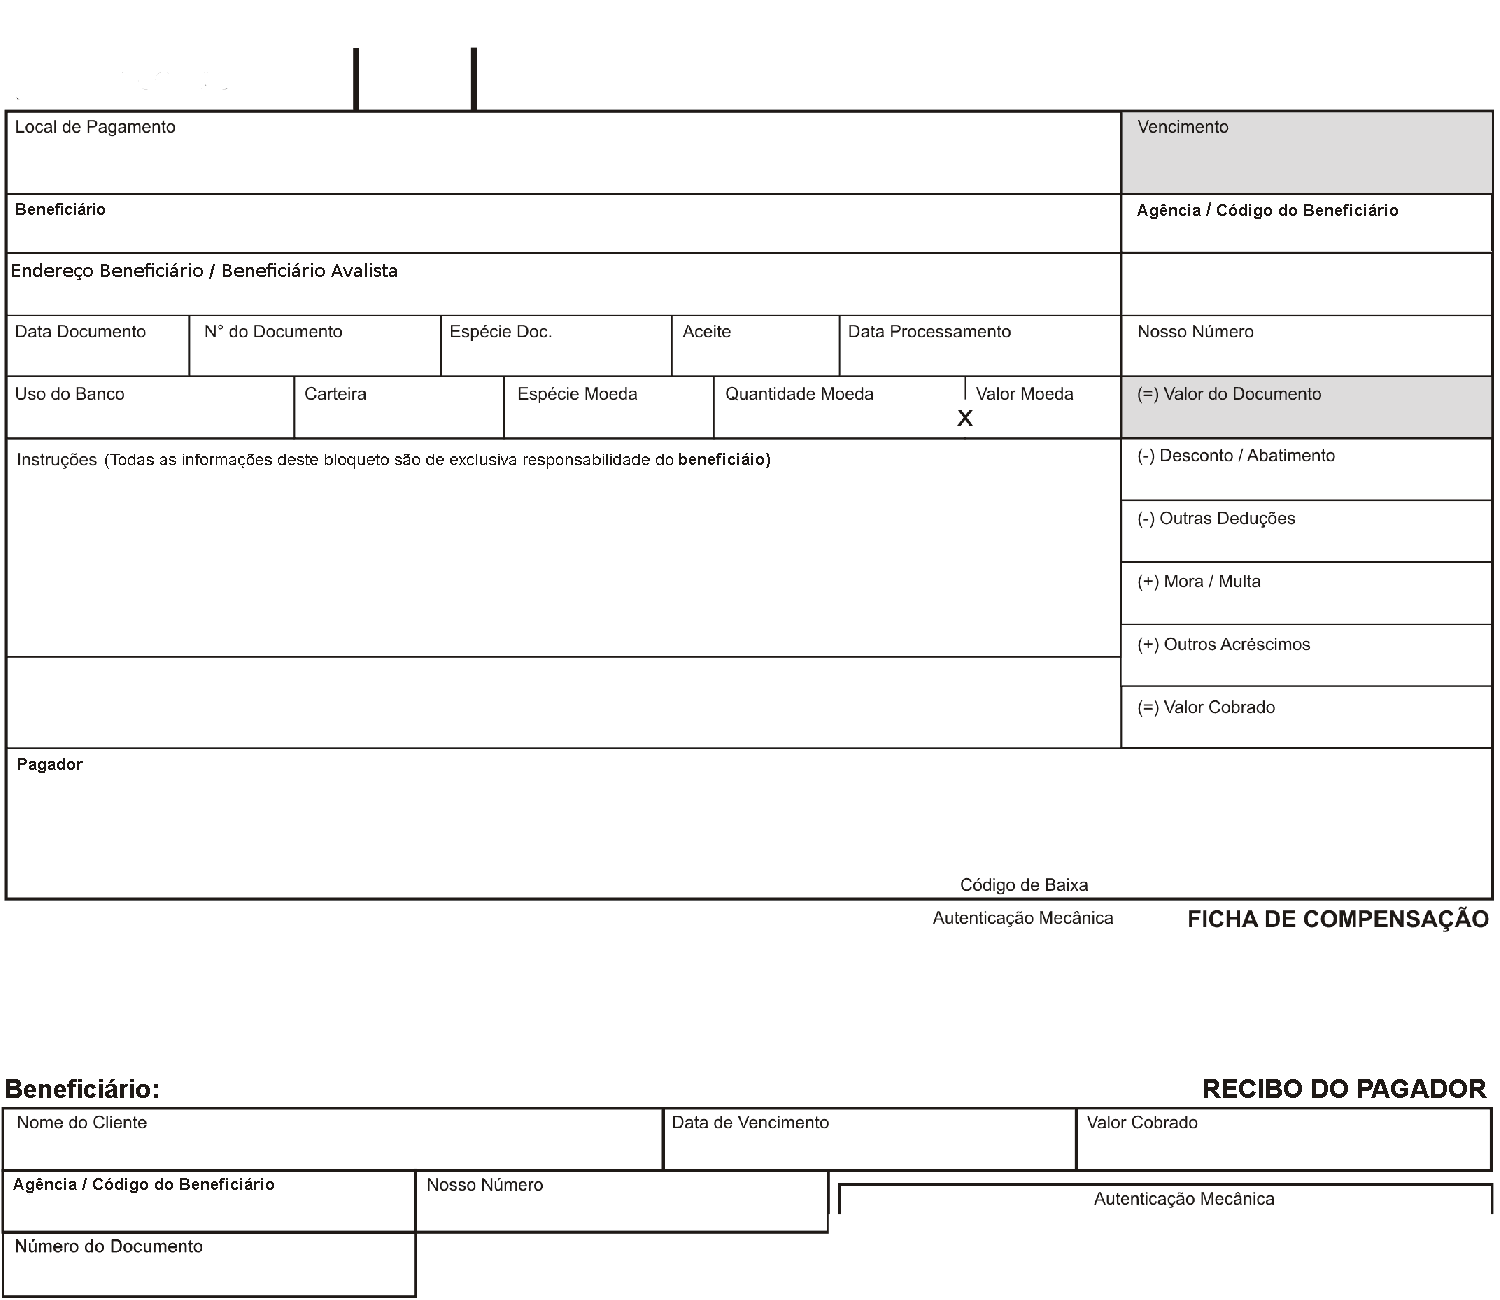 Local de Pagamento
Vencimento
Beneficiário
Agência / Código do Beneficiário
Endereço Beneficiário / Beneficiário Avalista
Data Documento
N° do Documento
Espécie Doc.
Aceite
Data Processamento
Nosso Número
Uso do Banco
Carteira
Espécie Moeda
Quantidade Moeda
X
Valor Moeda
(=) Valor do Documento
Instruções (Todas as informações deste bloqueto são de exclusiva responsabilidade do beneficiáio)
(-) Desconto / Abatimento
(-) Outras Deduções
(+) Mora / Multa
(+) Outros Acréscimos
(=) Valor Cobrado
Pagador
Código de Baixa
Autenticação Mecânica
FICHA DE COMPENSAÇÃO
Beneficiário:
RECIBO DO PAGADOR
Nome do Cliente
Data de Vencimento
Valor Cobrado
Agência / Código do Beneficiário
Nosso Número
Autenticação Mecânica
Número do Documento